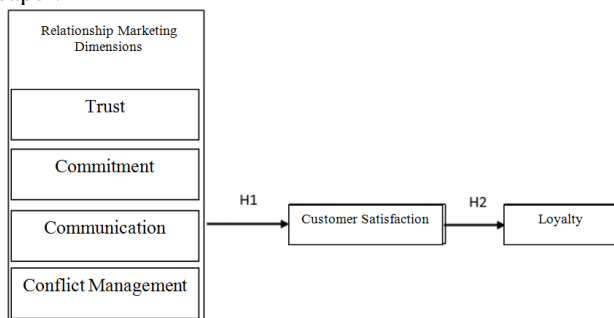 Relationship Marketing
Dimensions
Trust
Commitment
Communication
Conflict Management
H1
Customer Satisfaction
H2
Loyalty